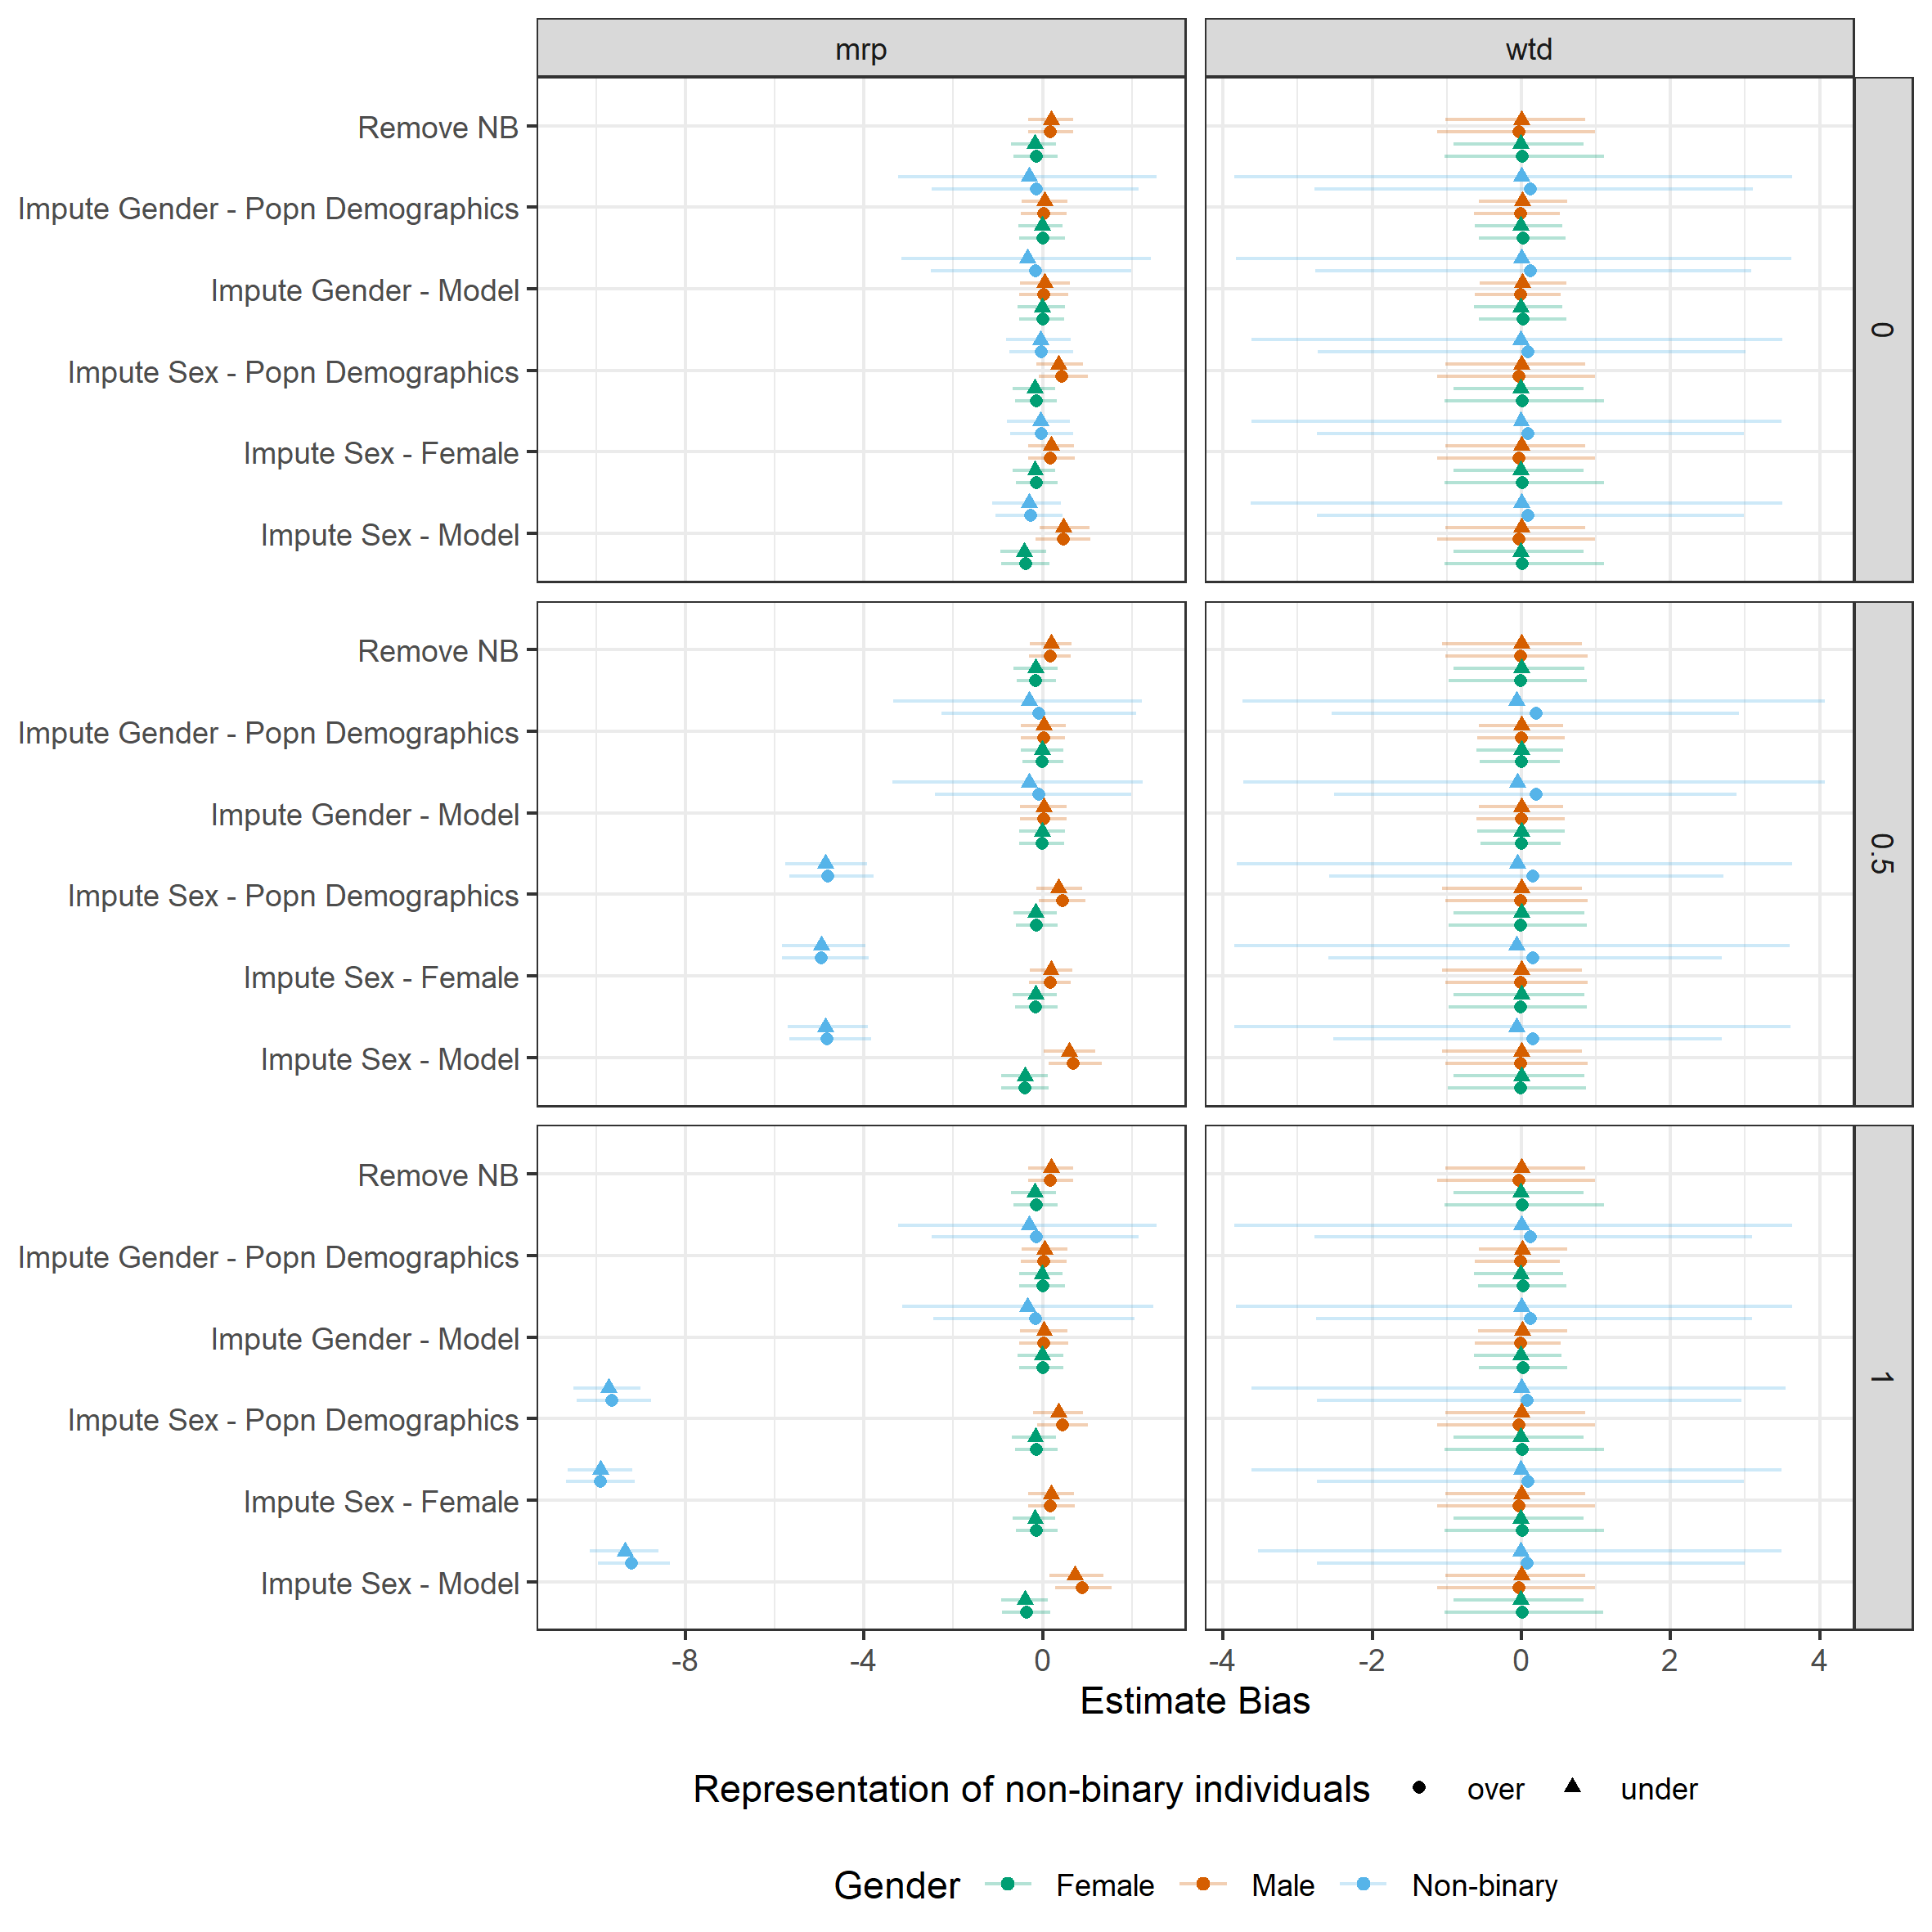 mrp
wtd
Remove NB
Impute Gender - Popn Demographics
Impute Gender - Model
Impute Sex - Popn Demographics
Impute Sex - Female
Impute Sex - Model
0
Remove NB
Impute Gender - Popn Demographics
Impute Gender - Model
Impute Sex - Popn Demographics
Impute Sex - Female
Impute Sex - Model
0.5
Remove NB
Impute Gender - Popn Demographics
Impute Gender - Model
Impute Sex - Popn Demographics
Impute Sex - Female
Impute Sex - Model
1
-8 -4 0
-4 -2 0 2 4
Estimate Bias
Representation of non-binary individuals over under
Gender Female Male Non-binary